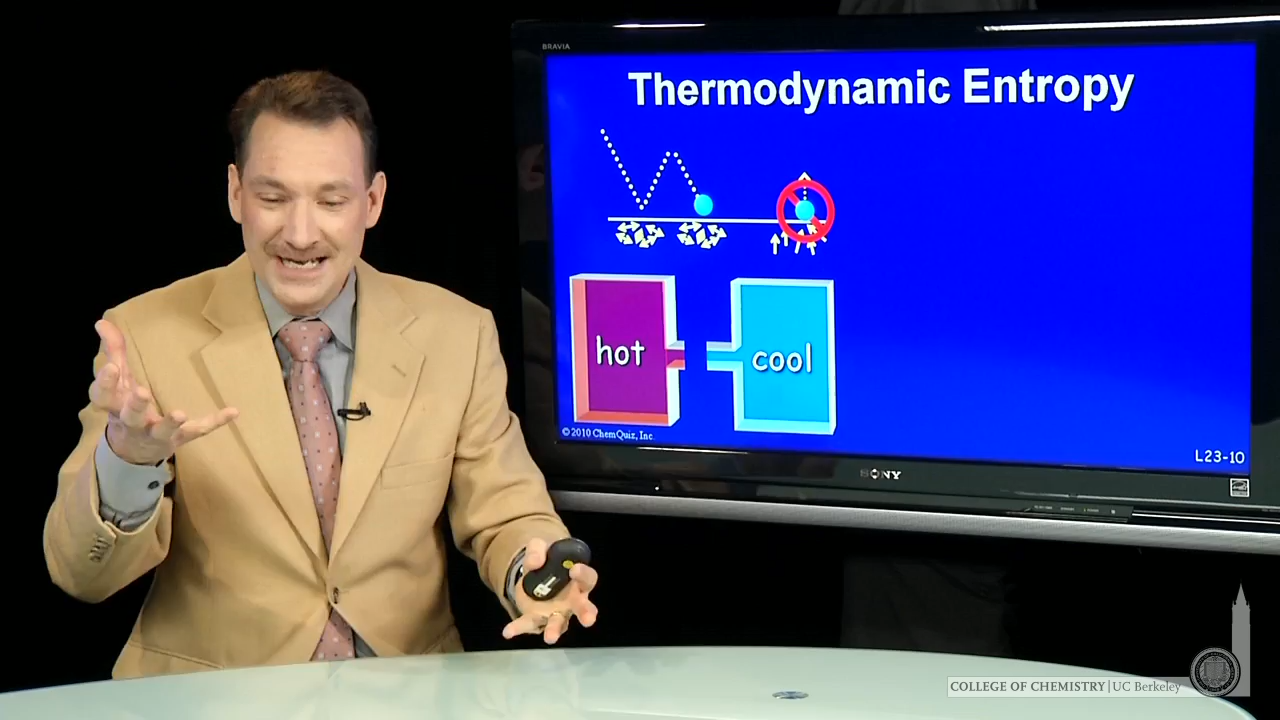 BRAVIA
Thermodynamic Entropy
hot
cool
© 2010 ChemQuiz, Inc.
L23-10
SONY
COLLEGE OF CHEMISTRY | UC Berkeley